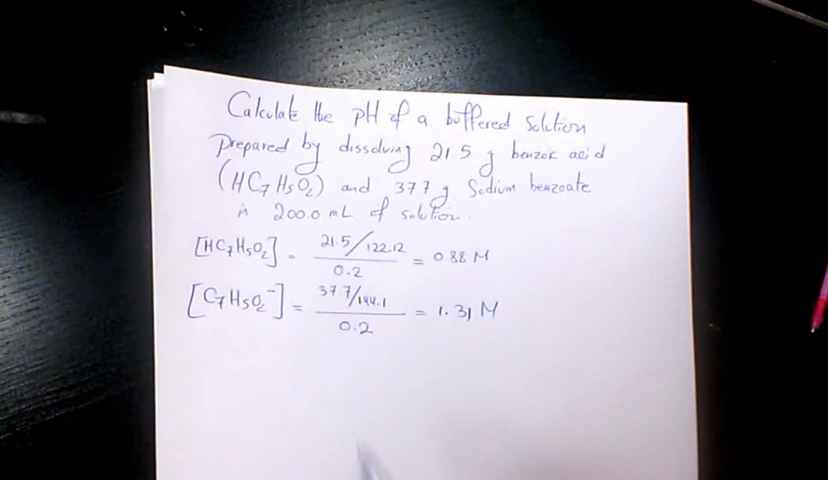 Calculate the pH of a buffered Solution
Prepared by dissolving 21.5 g benzoic acid
(HC7H5O2) and 37.7 g Sodium benzoate
in 200.0 mL of solution.
[HC7H5O2] = 21.5/122.12 / 0.2 = 0.88 M
[C7H5O2⁻] = 37.7/144.1 / 0.2 = 1.31 M